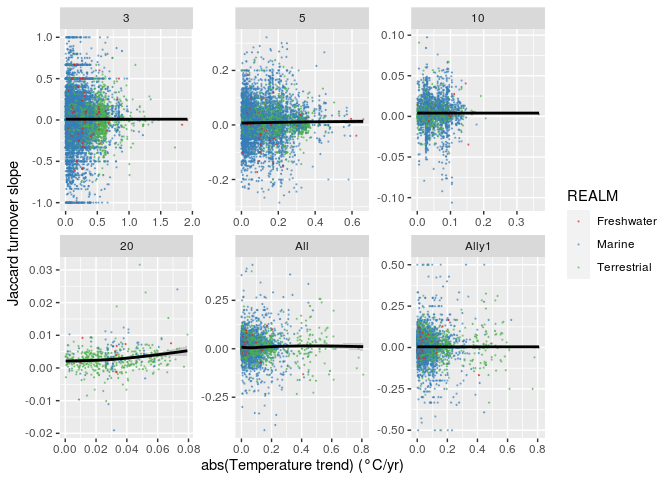 3
5
10
1.0
0.5
0.0
-0.5
-1.0
0.0 0.5 1.0 1.5 2.0
0.2
0.0
-0.2
0.0 0.2 0.4 0.6
0.10
0.05
0.00
-0.05
-0.10
0.0 0.1 0.2 0.3
20
All
Ally1
0.03
0.02
0.01
0.00
-0.01
-0.02
0.00 0.02 0.04 0.06 0.08
0.25
0.00
-0.25
0.0 0.2 0.4 0.6 0.8
0.50
0.25
0.00
-0.25
-0.50
0.0 0.2 0.4 0.6 0.8
Jaccard turnover slope
abs(Temperature trend) (°C/yr)
REALM
Freshwater
Marine
Terrestrial